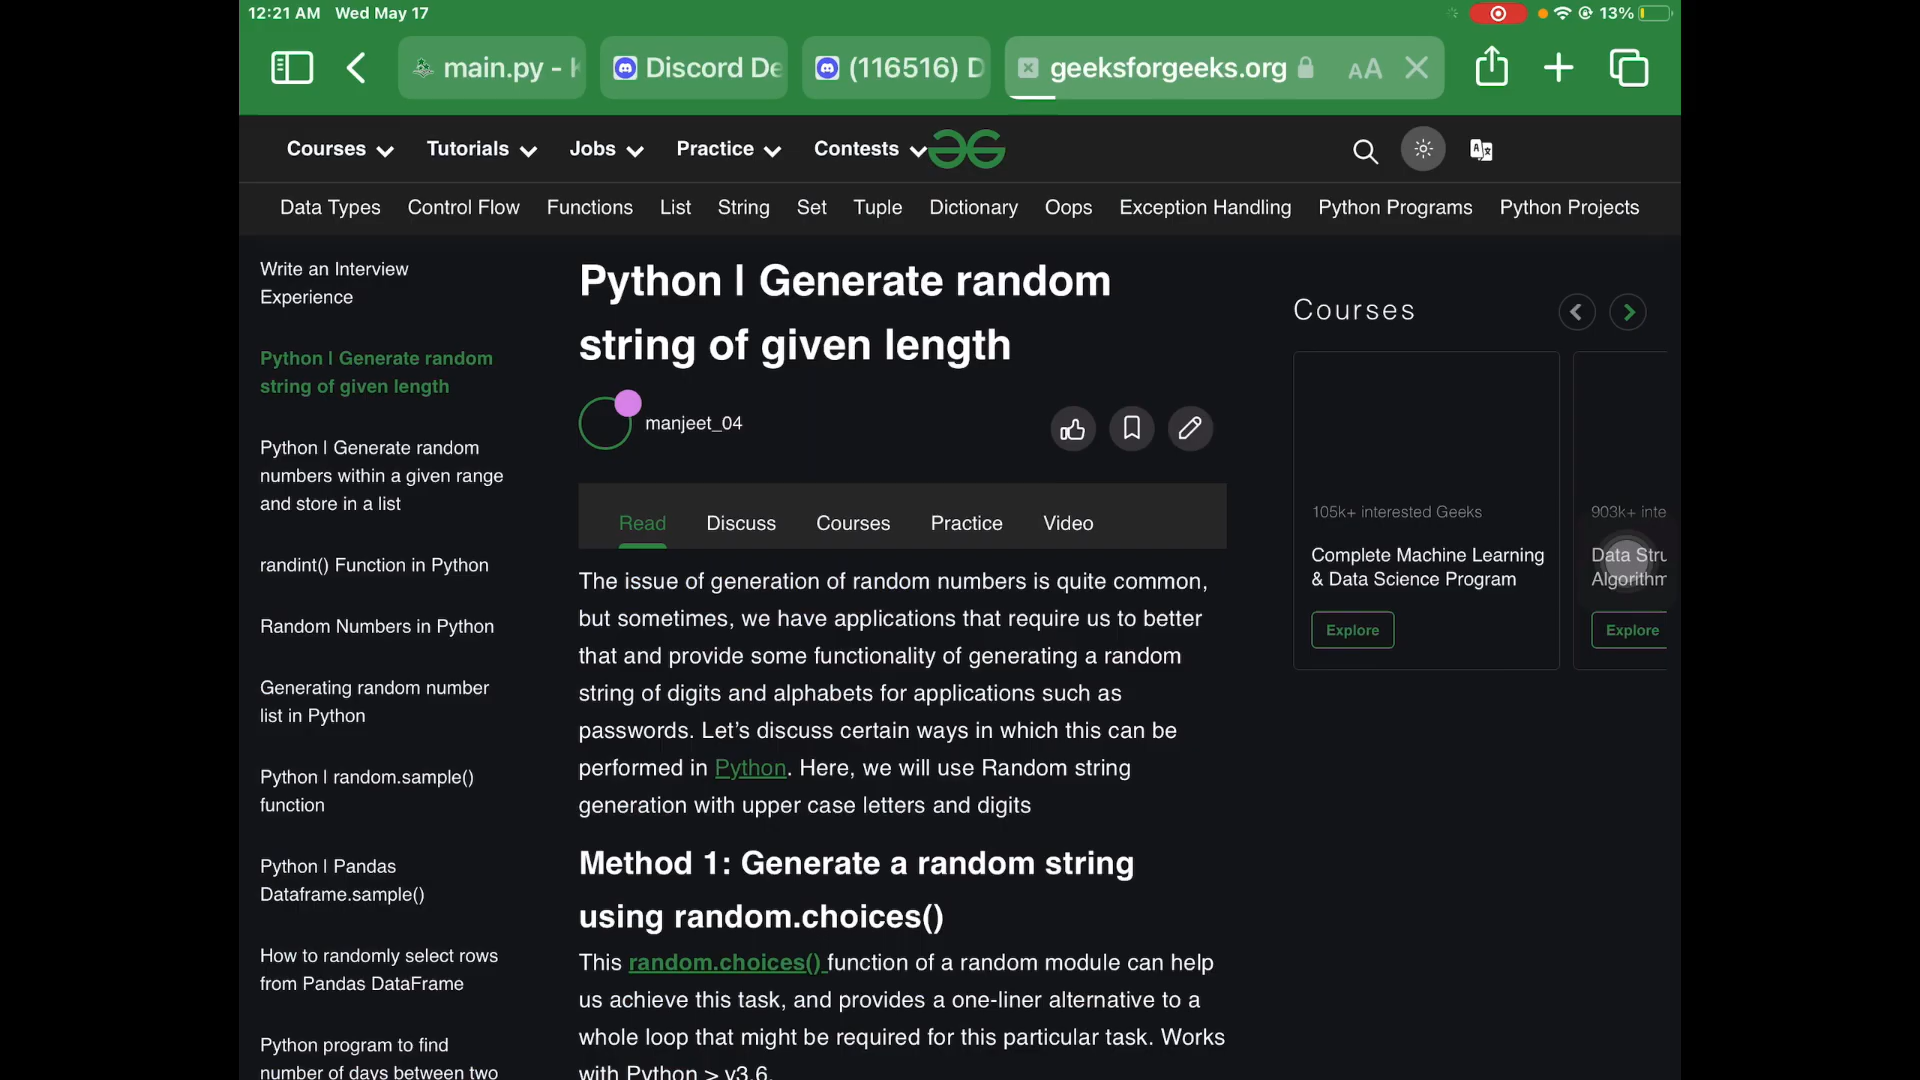 12:21 AM Wed May 17
13%
main.py -
Discord De
(116516) D
geeksforgeeks.org
AA
Courses
Tutorials
Jobs
Practice
Contests
Data Types
Control Flow
Functions
List
String
Set
Tuple
Dictionary
Oops
Exception Handling
Python Programs
Python Projects
Write an Interview
Experience
Python | Generate random
string of given length
Python | Generate random
numbers within a given range
and store in a list
randint() Function in Python
Random Numbers in Python
Generating random number
list in Python
Python | random.sample()
function
Python | Pandas
Dataframe.sample()
How to randomly select rows
from Pandas DataFrame
Python program to find
number of days between two
Python | Generate random
string of given length
manjeet_04
Read
Discuss
Courses
Practice
Video
The issue of generation of random numbers is quite common,
but sometimes, we have applications that require us to better
that and provide some functionality of generating a random
string of digits and alphabets for applications such as
passwords. Let’s discuss certain ways in which this can be
performed in Python. Here, we will use Random string
generation with upper case letters and digits
Method 1: Generate a random string
using random.choices()
This random.choices() function of a random module can help
us achieve this task, and provides a one-liner alternative to a
whole loop that might be required for this particular task. Works
with Python > v3.6.
Courses
105k+ interested Geeks
Complete Machine Learning
& Data Science Program
Explore
903k+ inte
Data Stru
Algorithm
Explore